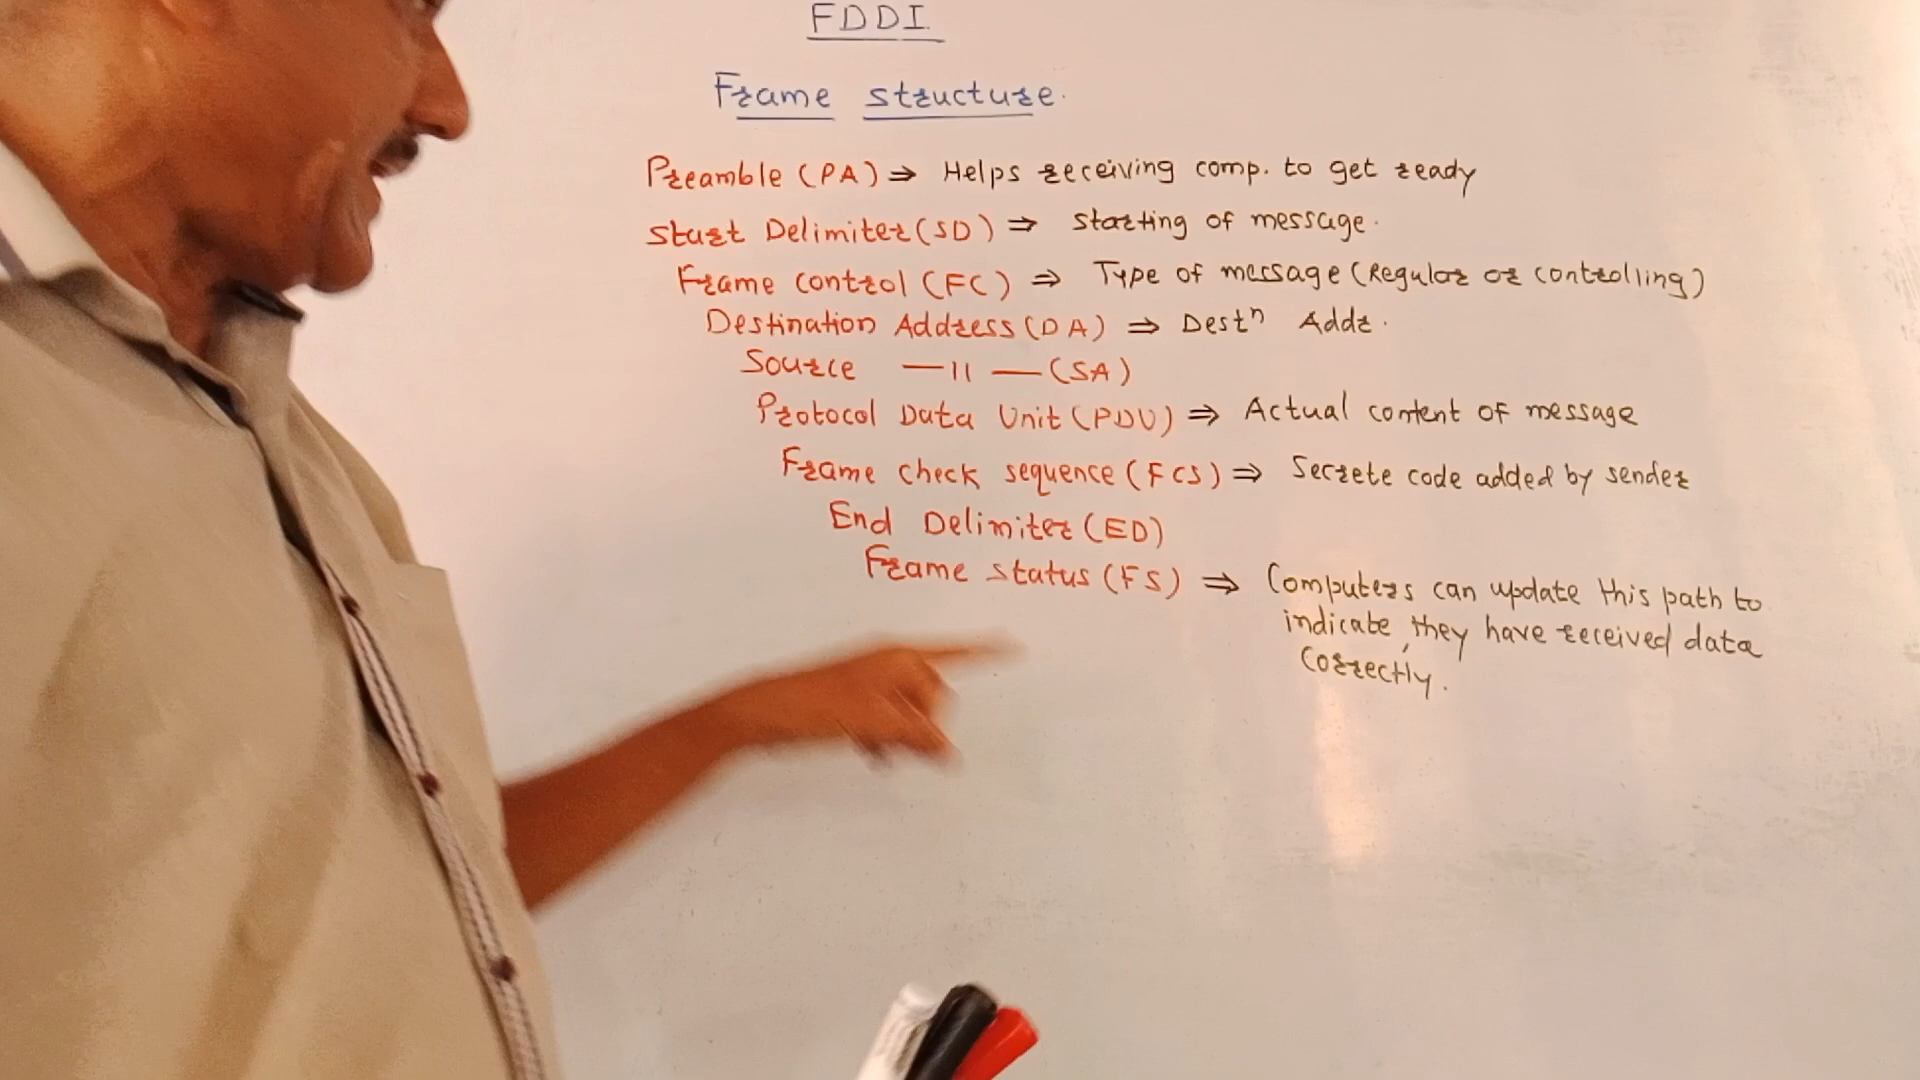 FDDI
Frame structure.
Preamble (PA) ⇒ Helps receiving comp. to get ready
Start Delimiter (SD) ⇒ Starting of message.
Frame control (FC) ⇒ Type of message (Regular or controlling)
Destination Address (DA) ⇒ Destⁿ Addr.
Source —||— (SA)
Protocol Data Unit (PDU) ⇒ Actual content of message
Frame check sequence (FCS) ⇒ Secrete code added by sender
End Delimiter (ED)
Frame status (FS) ⇒ Computers can update this path to
indicate, they have received data
correctly.